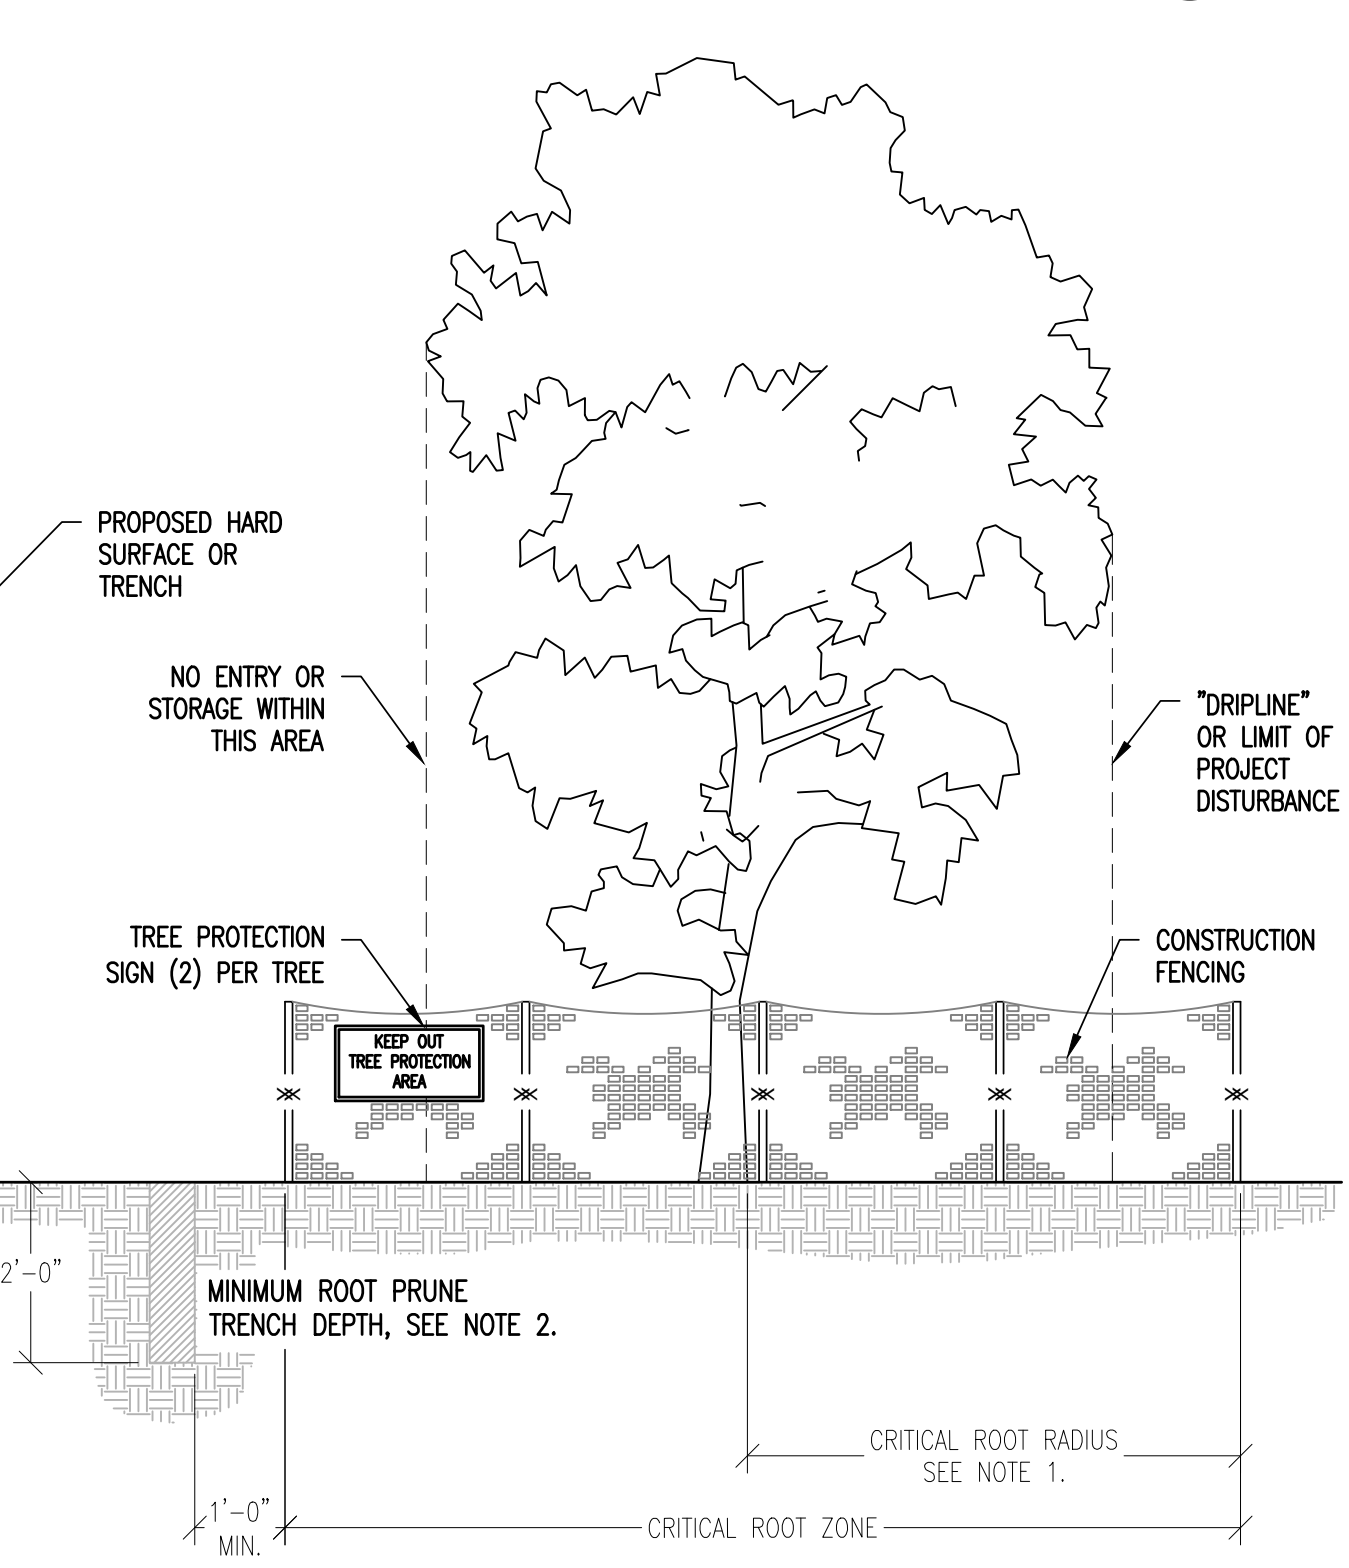 PROPOSED HARD
SURFACE OR
TRENCH
NO ENTRY OR
STORAGE WITHIN
THIS AREA
"DRIPLINE"
OR LIMIT OF
PROJECT
DISTURBANCE
TREE PROTECTION
SIGN (2) PER TREE
CONSTRUCTION
FENCING
KEEP OUT
TREE PROTECTION
AREA
2'-0"
MINIMUM ROOT PRUNE
TRENCH DEPTH, SEE NOTE 2.
CRITICAL ROOT RADIUS
SEE NOTE 1.
1'-0"
MIN.
CRITICAL ROOT ZONE